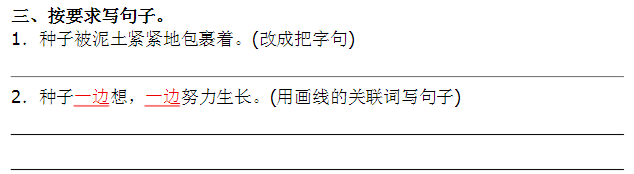 三、按要求写句子。
1．种子被泥土紧紧地包裹着。(改成把字句)
2．种子一边想，一边努力生长。(用画线的关联词写句子)